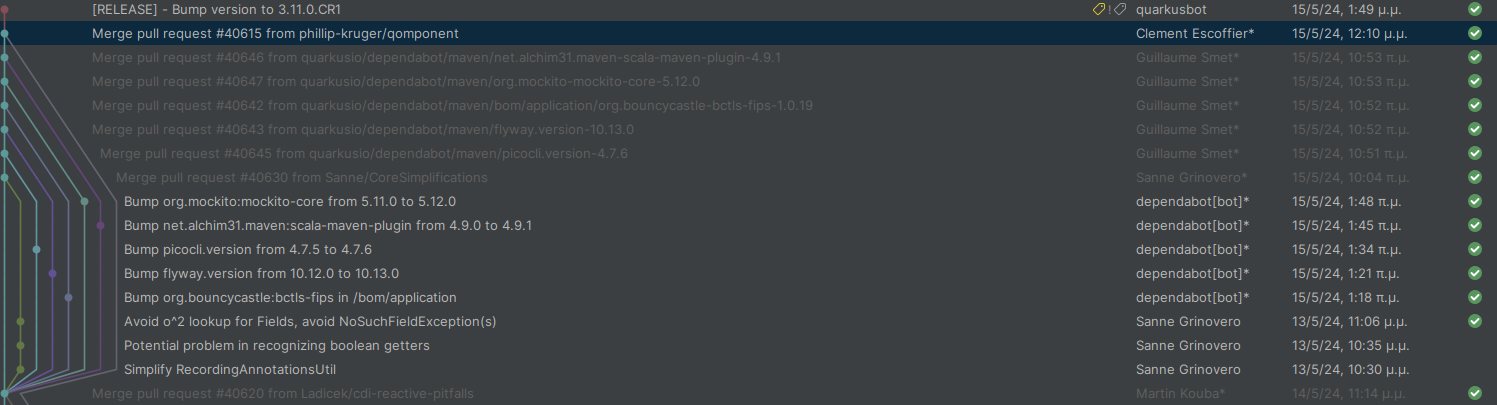 [RELEASE] - Bump version to 3.11.0.CR1 ! quarkusbot 15/5/24, 1:49 μ.μ.
Merge pull request #40615 from phillip-kruger/qomponent Clement Escoffier* 15/5/24, 12:10 μ.μ.
Merge pull request #40646 from quarkusio/dependabot/maven/net.alchim31.maven-scala-maven-plugin-4.9.1 Guillaume Smet* 15/5/24, 10:53 π.μ.
Merge pull request #40647 from quarkusio/dependabot/maven/org.mockito-mockito-core-5.12.0 Guillaume Smet* 15/5/24, 10:53 π.μ.
Merge pull request #40642 from quarkusio/dependabot/maven/bom/application/org.bouncycastle-bctls-fips-1.0.19 Guillaume Smet* 15/5/24, 10:52 π.μ.
Merge pull request #40643 from quarkusio/dependabot/maven/flyway.version-10.13.0 Guillaume Smet* 15/5/24, 10:52 π.μ.
Merge pull request #40645 from quarkusio/dependabot/maven/picocli.version-4.7.6 Guillaume Smet* 15/5/24, 10:51 π.μ.
Merge pull request #40630 from Sanne/CoreSimplifications Sanne Grinovero* 15/5/24, 10:04 π.μ.
Bump org.mockito:mockito-core from 5.11.0 to 5.12.0 dependabot[bot]* 15/5/24, 1:48 π.μ.
Bump net.alchim31.maven:scala-maven-plugin from 4.9.0 to 4.9.1 dependabot[bot]* 15/5/24, 1:45 π.μ.
Bump picocli.version from 4.7.5 to 4.7.6 dependabot[bot]* 15/5/24, 1:34 π.μ.
Bump flyway.version from 10.12.0 to 10.13.0 dependabot[bot]* 15/5/24, 1:21 π.μ.
Bump org.bouncycastle:bctls-fips in /bom/application dependabot[bot]* 15/5/24, 1:18 π.μ.
Avoid o^2 lookup for Fields, avoid NoSuchFieldException(s) Sanne Grinovero 13/5/24, 11:06 μ.μ.
Potential problem in recognizing boolean getters Sanne Grinovero 13/5/24, 10:35 μ.μ.
Simplify RecordingAnnotationsUtil Sanne Grinovero 13/5/24, 10:30 μ.μ.
Merge pull request #40620 from Ladicek/cdi-reactive-pitfalls Martin Kouba* 14/5/24, 11:14 μ.μ.